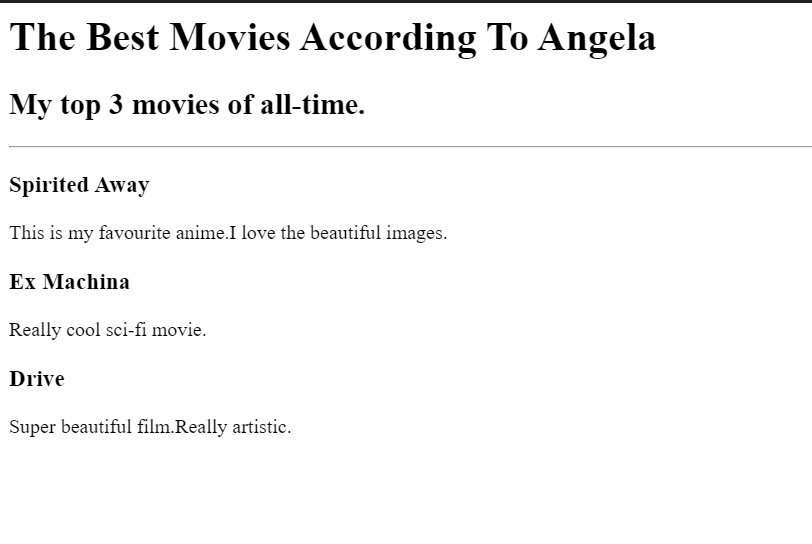 The Best Movies According To Angela
My top 3 movies of all-time.
Spirited Away
This is my favourite anime.I love the beautiful images.
Ex Machina
Really cool sci-fi movie.
Drive
Super beautiful film.Really artistic.